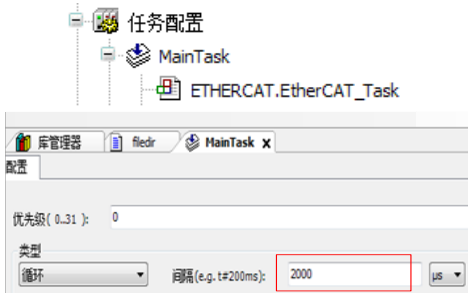 任务配置
MainTask
ETHERCAT.EtherCAT_Task
库管理器 filedr MainTask x
配置
优先级( 0..31 ): 0
类型
循环 间隔(e.g. t#200ms): 2000 µs